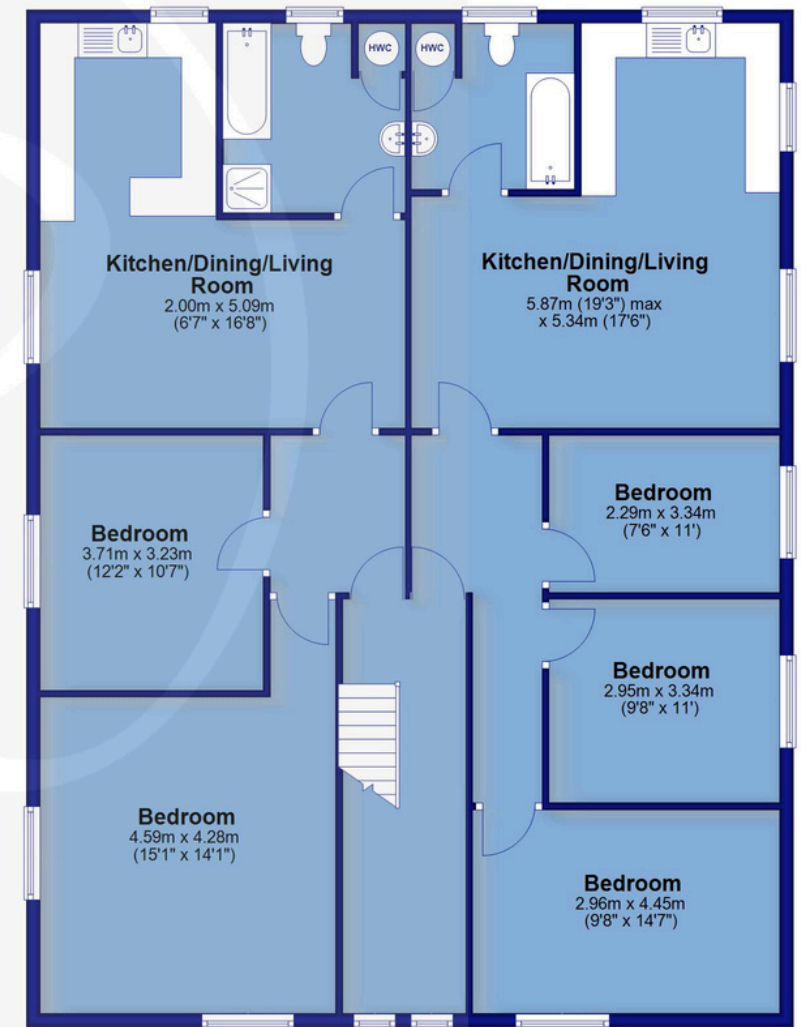 HWC
HWC
Kitchen/Dining/Living
Room
2.00m x 5.09m
(6'7" x 16'8")
Kitchen/Dining/Living
Room
5.87m (19'3") max
x 5.34m (17'6")
Bedroom
3.71m x 3.23m
(12'2" x 10'7")
Bedroom
2.29m x 3.34m
(7'6" x 11')
Bedroom
2.95m x 3.34m
(9'8" x 11')
Bedroom
4.59m x 4.28m
(15'1" x 14'1")
Bedroom
2.96m x 4.45m
(9'8" x 14'7")